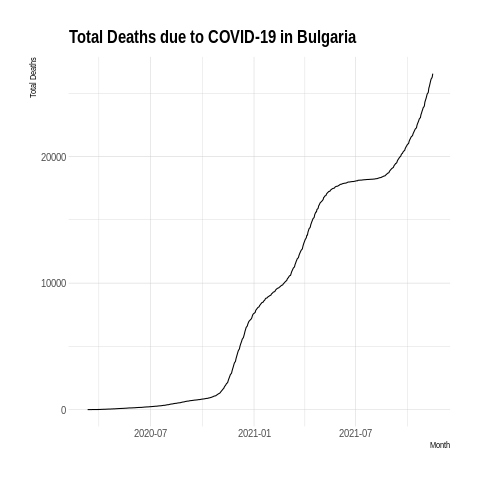 Total Deaths due to COVID-19 in Bulgaria
Total Deaths
20000
10000
0
2020-07 2021-01 2021-07
Month